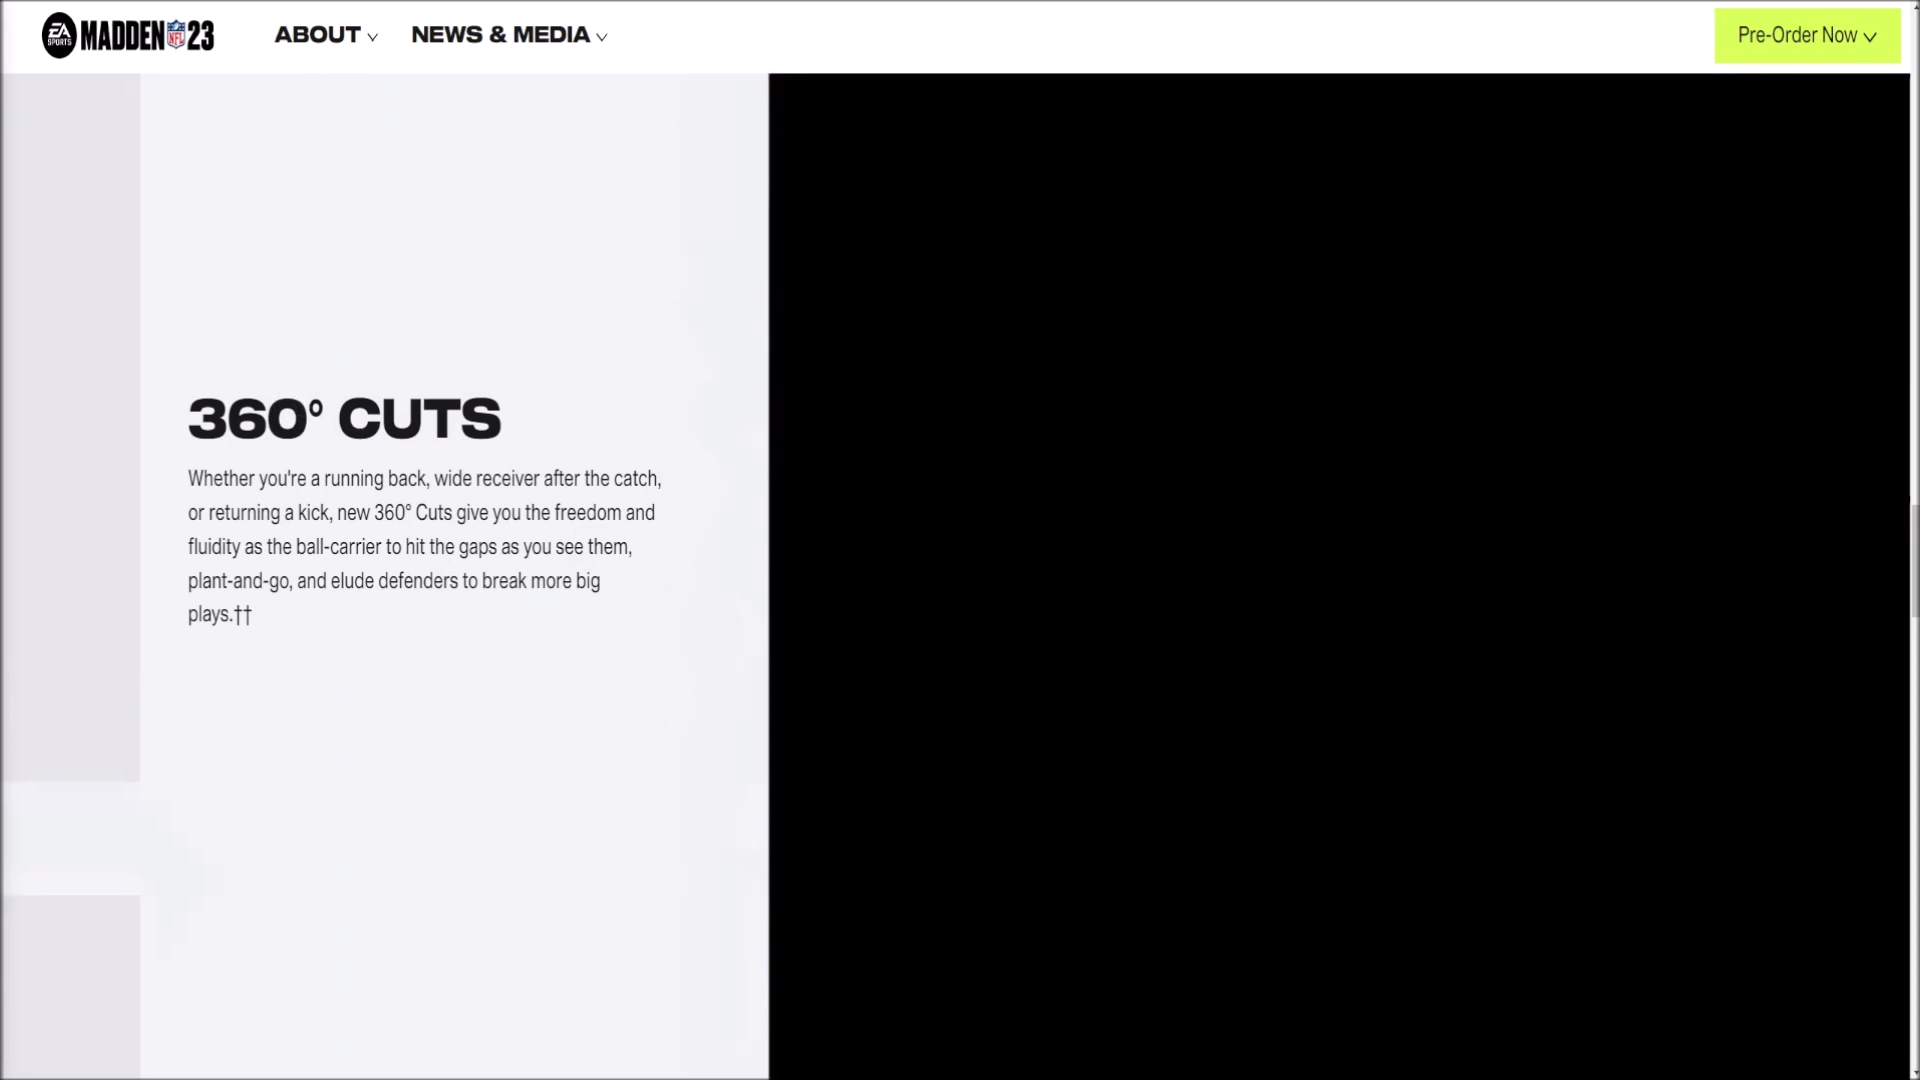 EA SPORTS MADDEN NFL 23 ABOUT NEWS & MEDIA Pre-Order Now
360° CUTS
Whether you're a running back, wide receiver after the catch,
or returning a kick, new 360° Cuts give you the freedom and
fluidity as the ball-carrier to hit the gaps as you see them,
plant-and-go, and elude defenders to break more big
plays.††